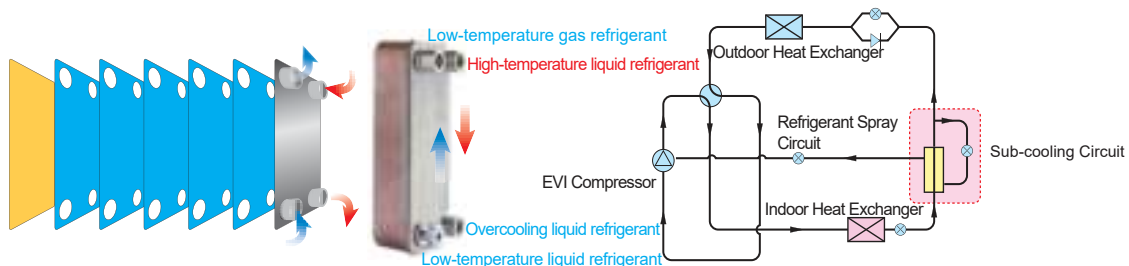 Low-temperature gas refrigerant
High-temperature liquid refrigerant
Overcooling liquid refrigerant
Low-temperature liquid refrigerant
Outdoor Heat Exchanger
Refrigerant Spray
Circuit
Sub-cooling Circuit
EVI Compressor
Indoor Heat Exchanger